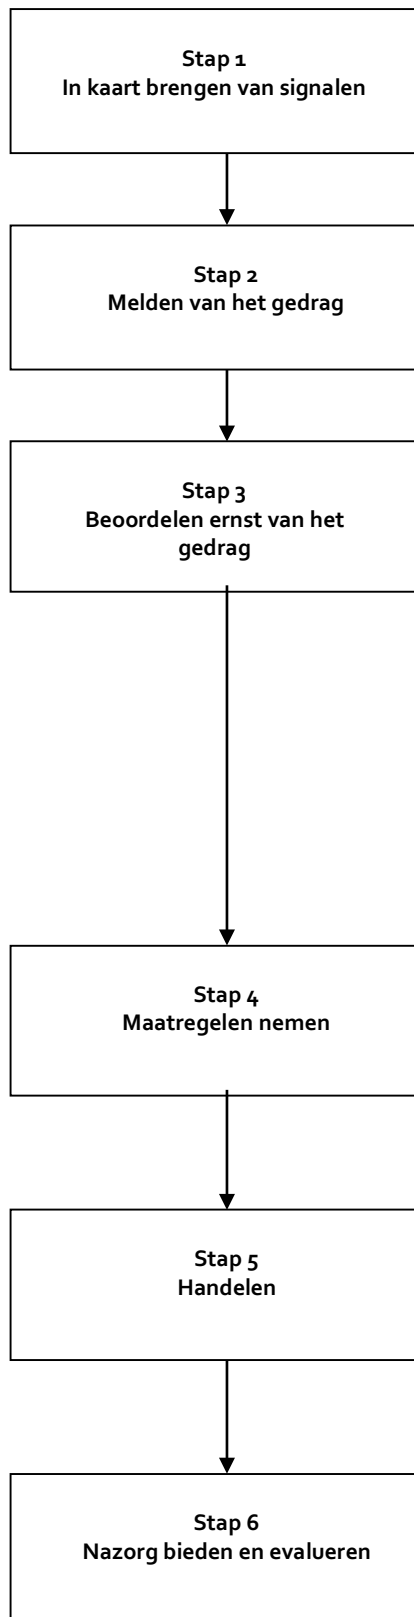 Stap 1
In kaart brengen van signalen
Stap 2
Melden van het gedrag
Stap 3
Beoordelen ernst van het
gedrag
Stap 4
Maatregelen nemen
Stap 5
Handelen
Stap 6
Nazorg bieden en evalueren